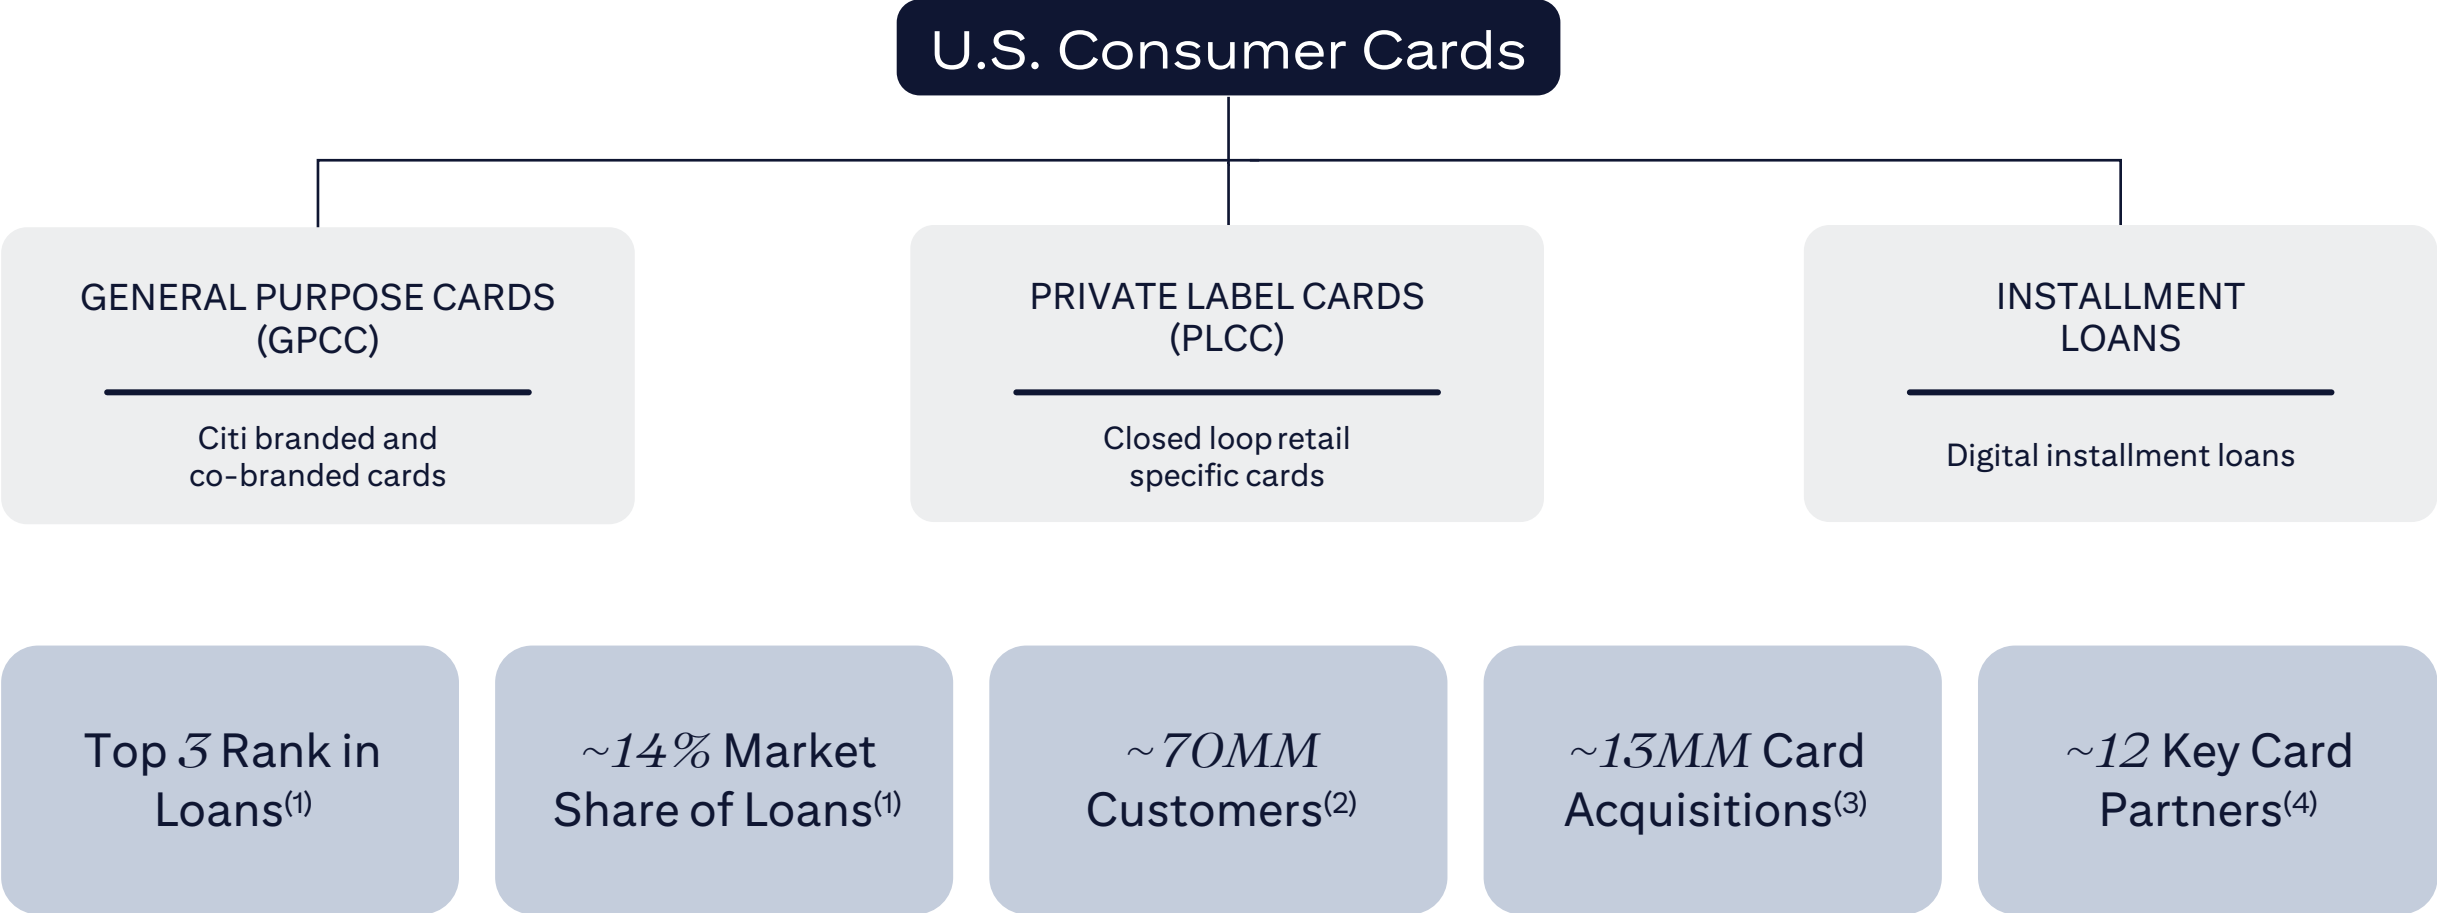 U.S. Consumer Cards
GENERAL PURPOSE CARDS
(GPCC)
Citi branded and
co-branded cards
PRIVATE LABEL CARDS
(PLCC)
Closed loop retail
specific cards
INSTALLMENT
LOANS
Digital installment loans
Top 3 Rank in
Loans(1)
~14% Market
Share of Loans(1)
~70MM
Customers(2)
~13MM Card
Acquisitions(3)
~12 Key Card
Partners(4)